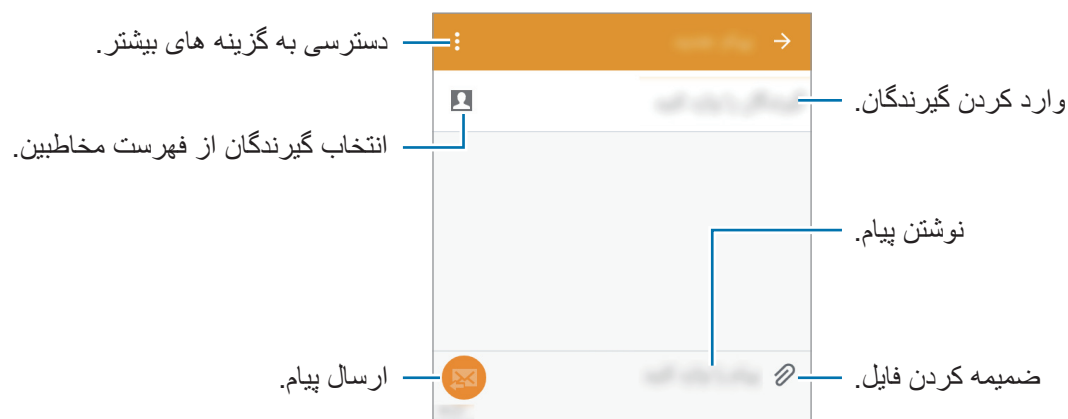 دسترسی به گزینه های بیشتر.
وارد کردن گیرندگان.
انتخاب گیرندگان از فهرست مخاطبین.
نوشتن پیام.
ضمیمه کردن فایل.
ارسال پیام.